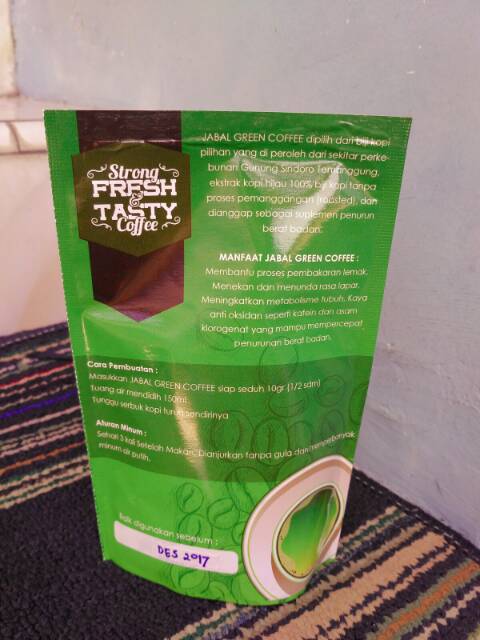 Strong
FRESH
&
TASTY
Coffee
JABAL GREEN COFFEE dipilih dari biji kopi
pilihan yang di peroleh dari sekitar perke-
bunan Gunung Sindoro Temanggung,
ekstrak kopi hijau 100% biji kopi tanpa
proses pemanggangan (roasted), dan
dianggap sebagai suplemen penurun
berat badan.
MANFAAT JABAL GREEN COFFEE :
Membantu proses pembakaran lemak.
Menekan dan menunda rasa lapar.
Meningkatkan metabolisme tubuh. Kaya
anti oksidan seperti kafein dan asam
klorogenat yang mampu mempercepat
penurunan berat badan.
Cara Pembuatan :
Masukkan JABAL GREEN COFFEE siap seduh 10gr (1/2 sdm)
tuang air mendidih 150ml
Tunggu serbuk kopi turun sendirinya
Aturan Minum :
Sehari 3 kali Setelah Makan. Dianjurkan tanpa gula dan memperbanyak
minum air putih.
Baik digunakan sebelum :
DES 2017